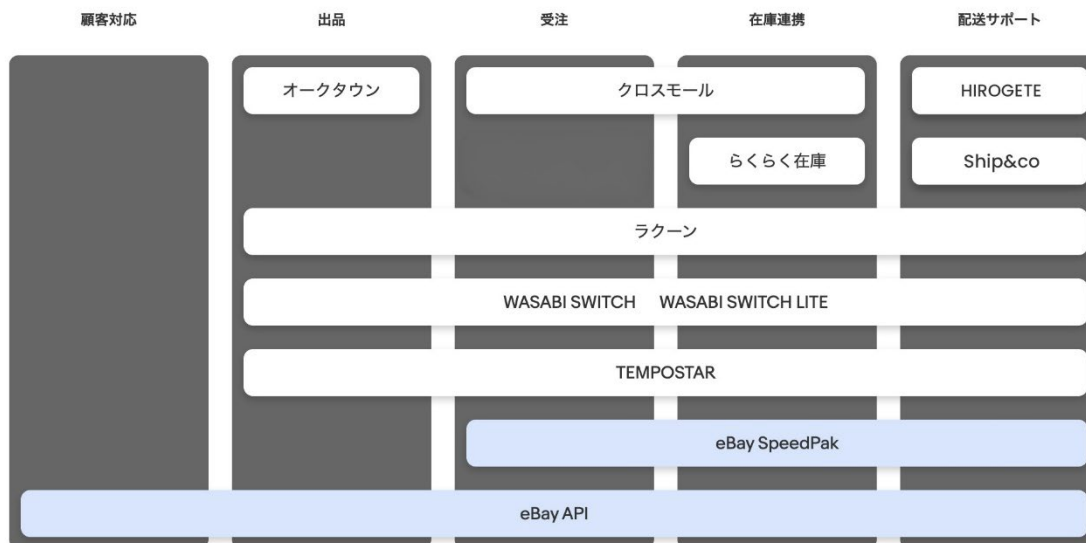 顧客対応
出品
受注
在庫連携
配送サポート
オークタウン
クロスモール
HIROGETE
らくらく在庫
Ship&co
ラクーン
WASABI SWITCH WASABI SWITCH LITE
TEMPOSTAR
eBay SpeedPak
eBay API